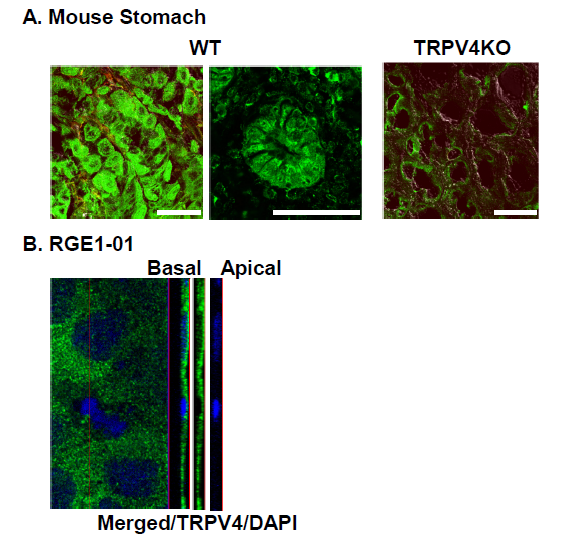 A. Mouse Stomach
WT
TRPV4KO
B. RGE1-01
Basal
Apical
Merged/TRPV4/DAPI